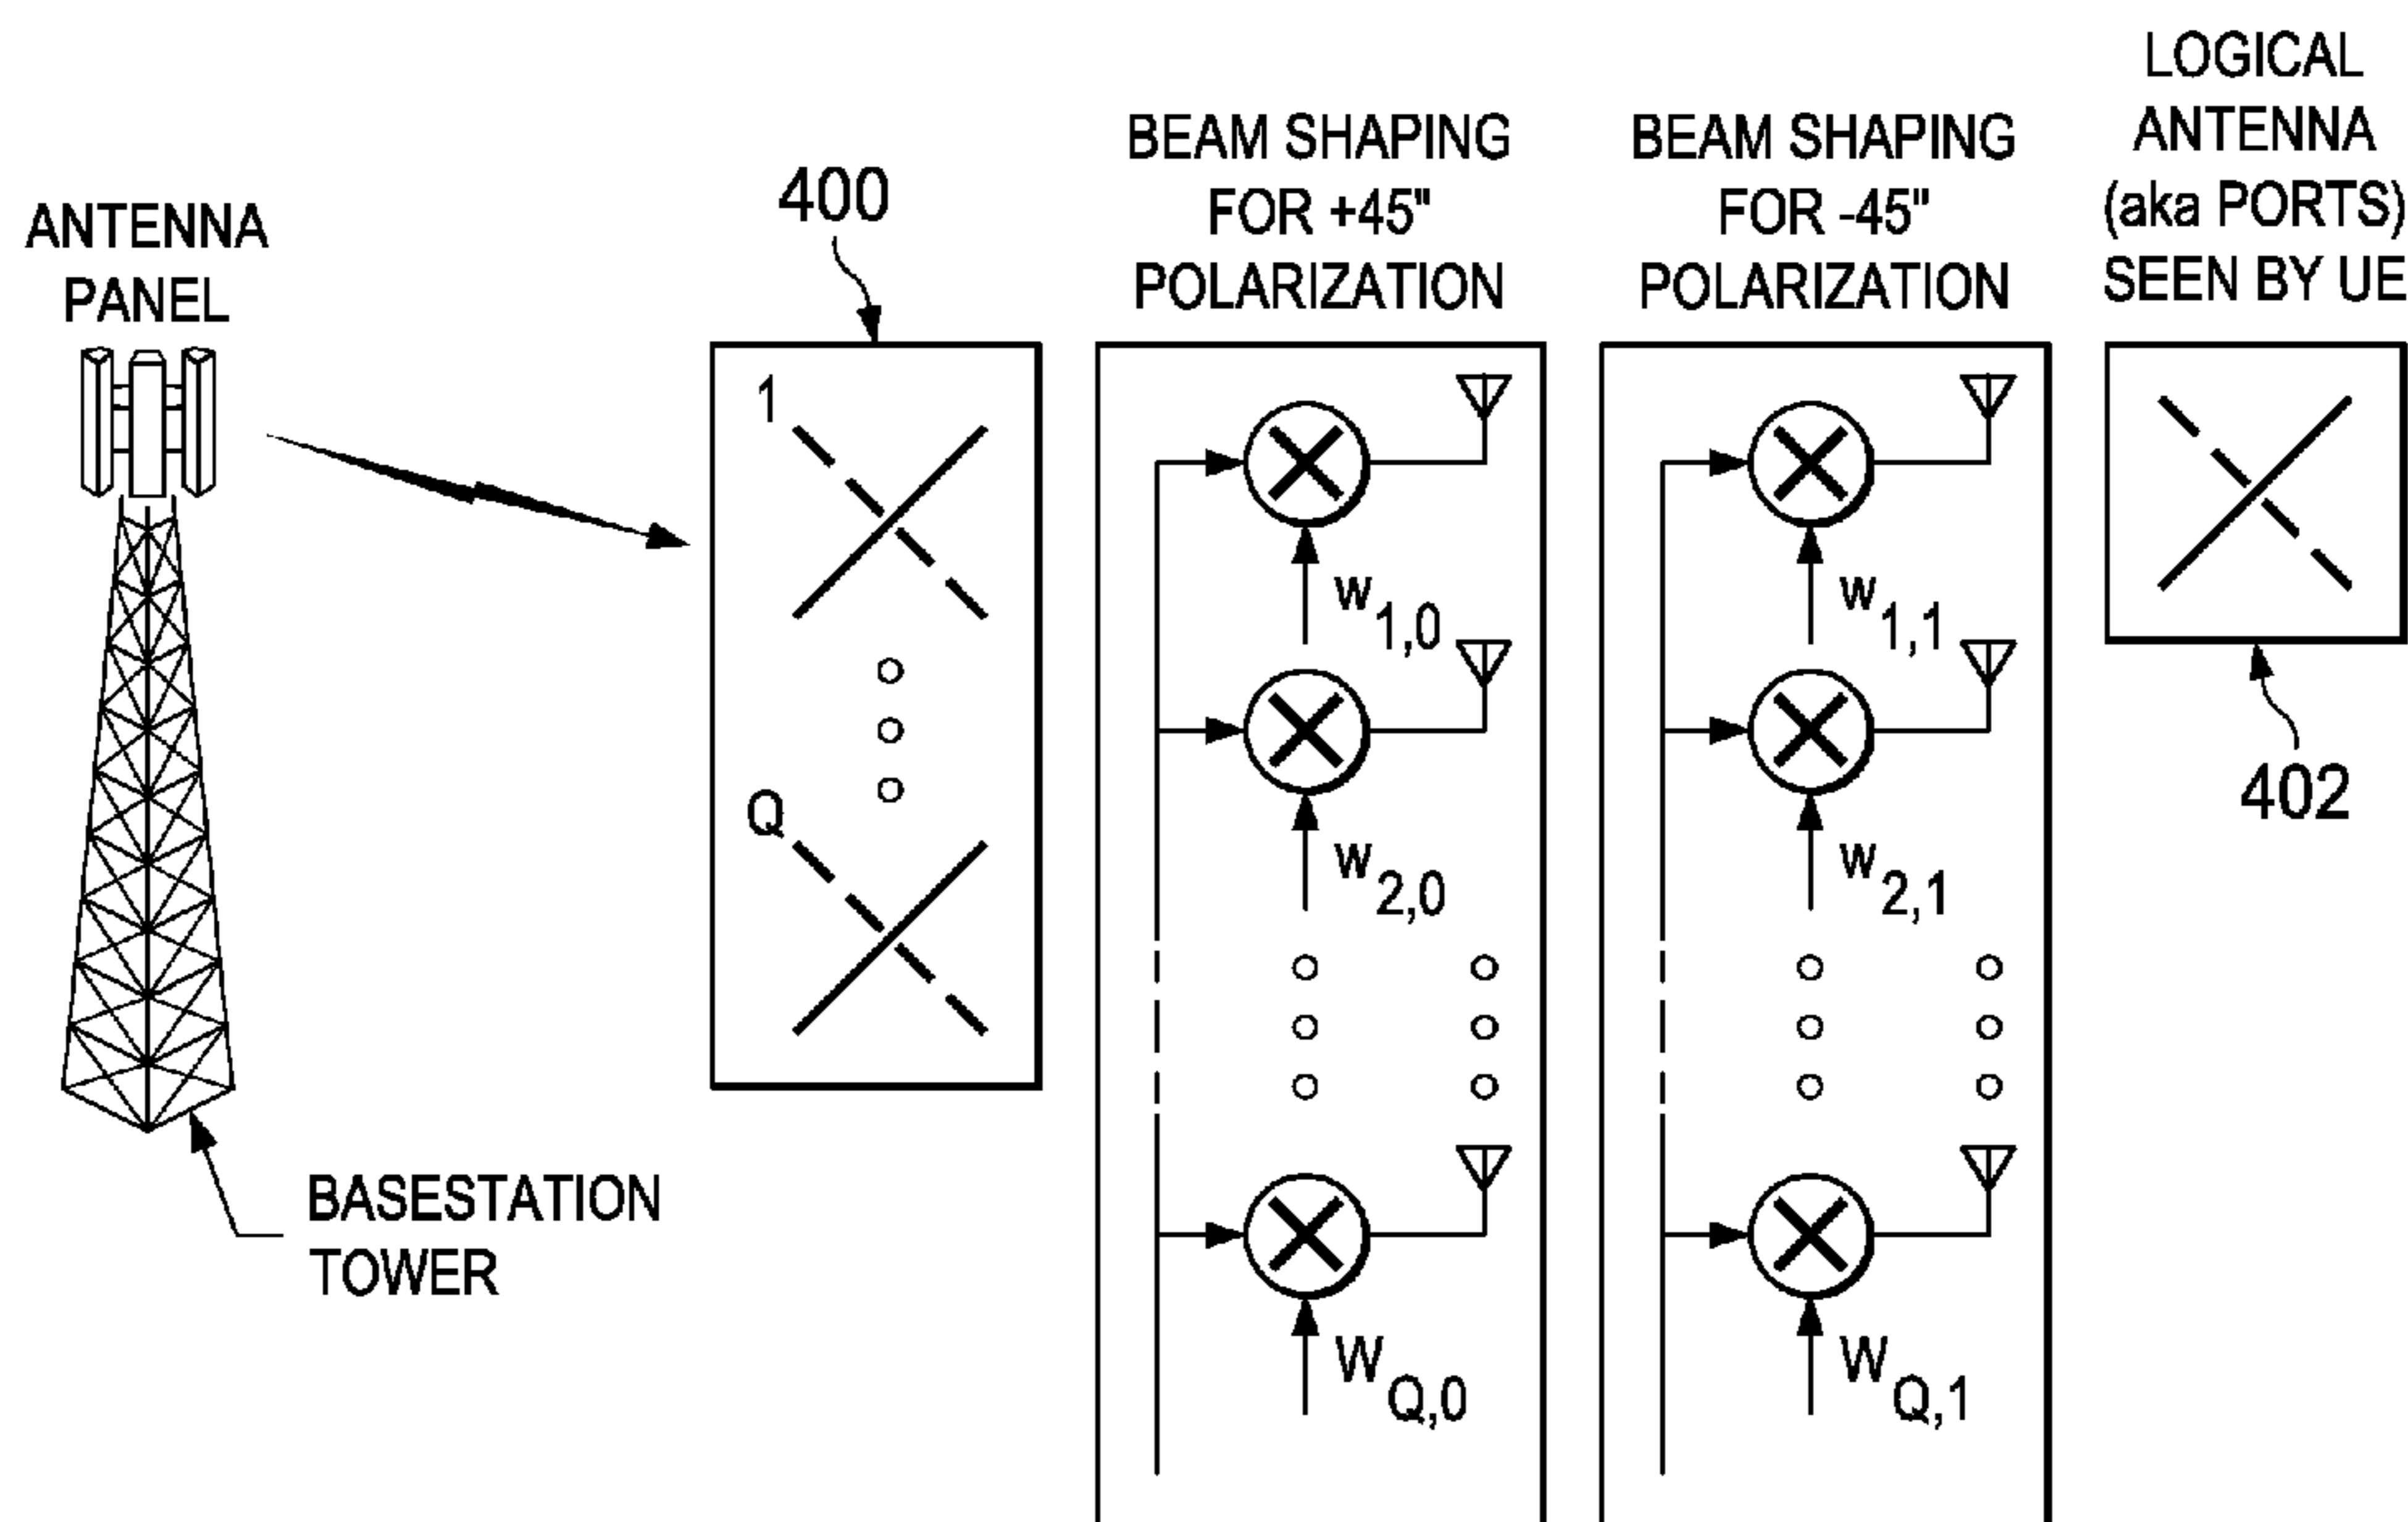 ANTENNA
PANEL
BASESTATION
TOWER
400
1
Q
BEAM SHAPING
FOR +45"
POLARIZATION
w1,0
w2,0
WQ,0
BEAM SHAPING
FOR -45"
POLARIZATION
w1,1
w2,1
WQ,1
LOGICAL
ANTENNA
(aka PORTS)
SEEN BY UE
402